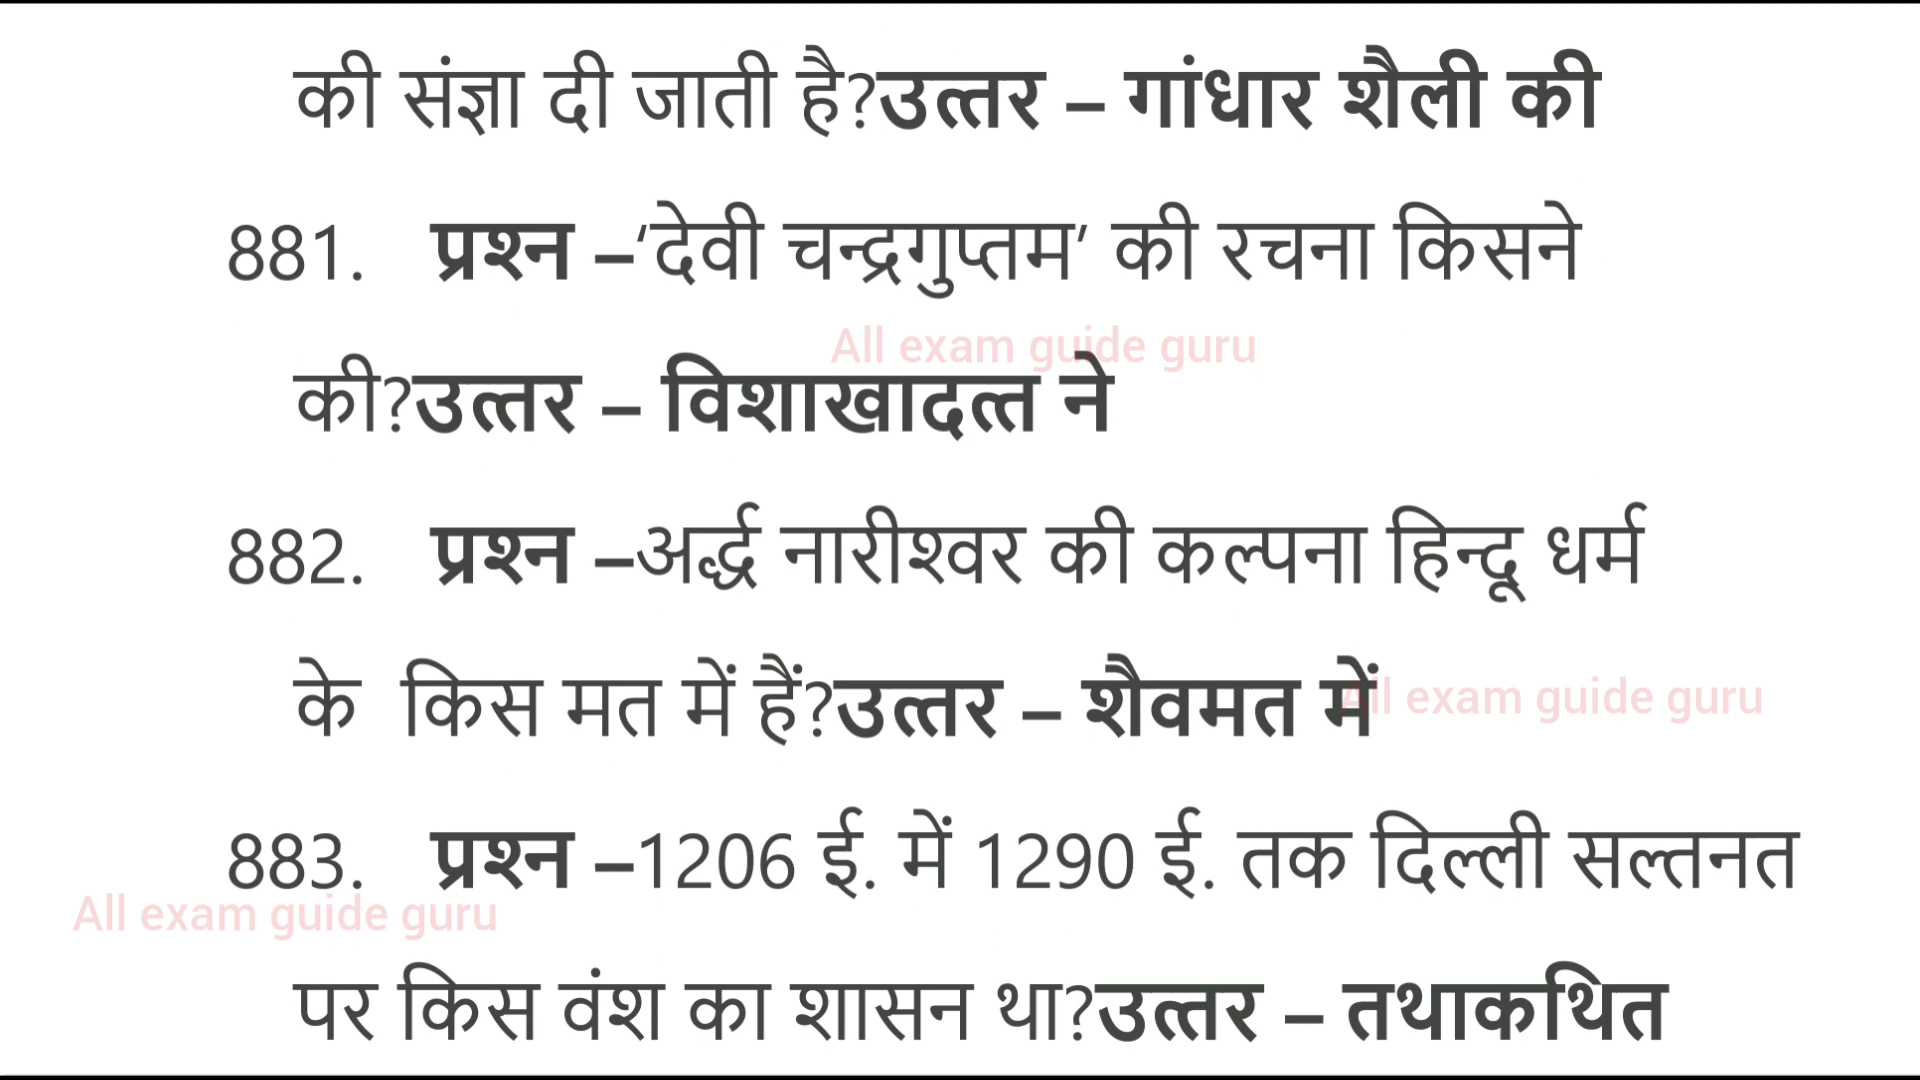 की संज्ञा दी जाती है?उत्तर – गांधार शैली की
881. प्रश्न –‘देवी चन्द्रगुप्तम’ की रचना किसने
All exam guide guru
की?उत्तर – विशाखादत्त ने
882. प्रश्न –अर्द्ध नारीश्वर की कल्पना हिन्दू धर्म
के किस मत में हैं?उत्तर – शैवमत में
All exam guide guru
883. प्रश्न –1206 ई. में 1290 ई. तक दिल्ली सल्तनत
All exam guide guru
पर किस वंश का शासन था?उत्तर – तथाकथित